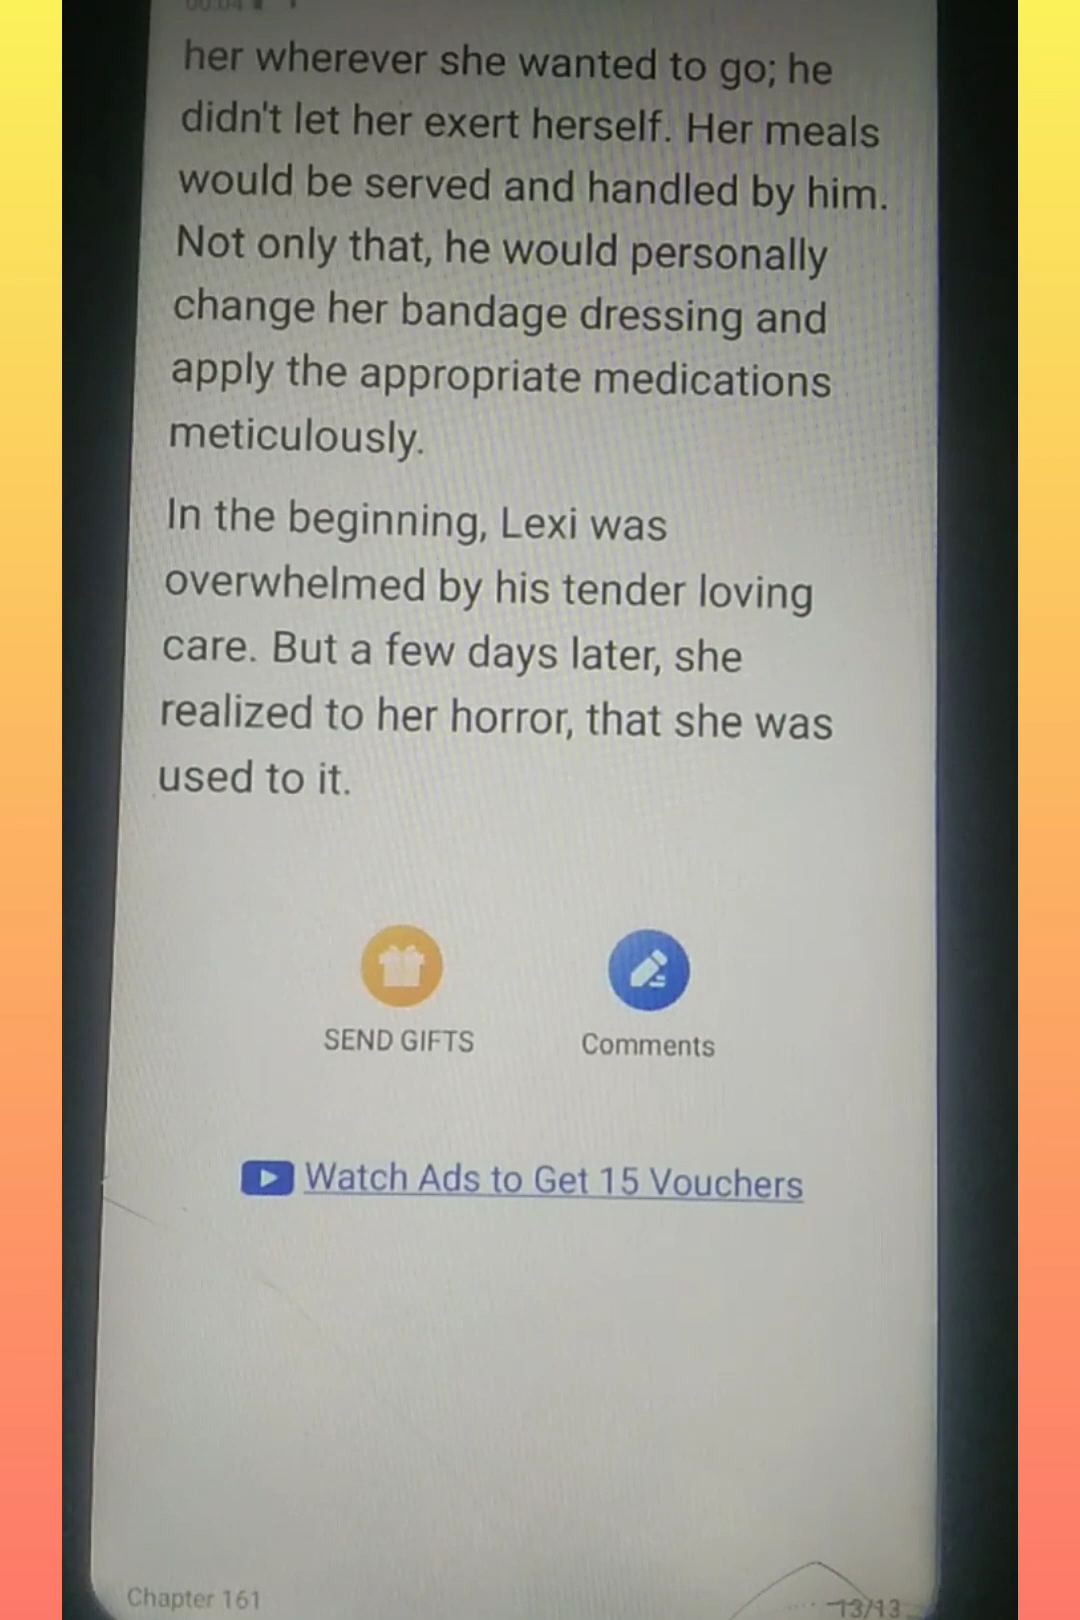 her wherever she wanted to go; he
didn't let her exert herself. Her meals
would be served and handled by him.
Not only that, he would personally
change her bandage dressing and
apply the appropriate medications
meticulously.
In the beginning, Lexi was
overwhelmed by his tender loving
care. But a few days later, she
realized to her horror, that she was
used to it.
SEND GIFTS
Comments
Watch Ads to Get 15 Vouchers
Chapter 161
13/13